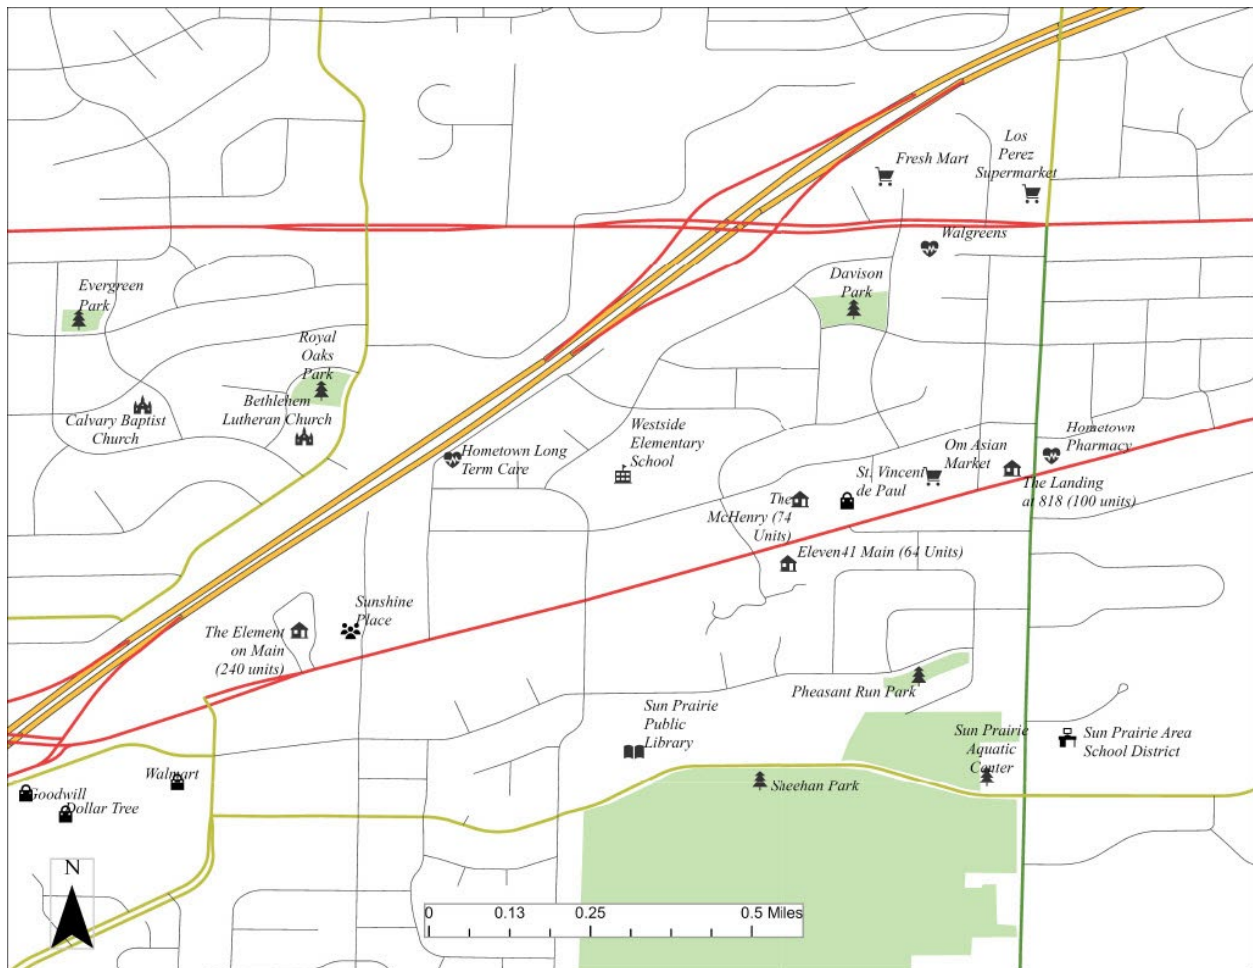 Fresh Mart
Los
Perez
Supermarket
Walgreens
Evergreen
Park
Davison
Park
Royal
Oaks
Park
Bethlehem
Lutheran Church
Calvary Baptist
Church
Hometown Long
Term Care
Westside
Elementary
School
Om Asian
Market
Hometown
Pharmacy
St. Vincent
de Paul
The Landing
at 818 (100 units)
The
McHenry (74
Units)
Eleven41 Main (64 Units)
Sunshine
Place
The Element
on Main
(240 units)
Pheasant Run Park
Sun Prairie
Public
Library
Sun Prairie
Aquatic
Center
Sun Prairie Area
School District
Walmart
Goodwill
Dollar Tree
Sheehan Park
N
0 0.13 0.25 0.5 Miles